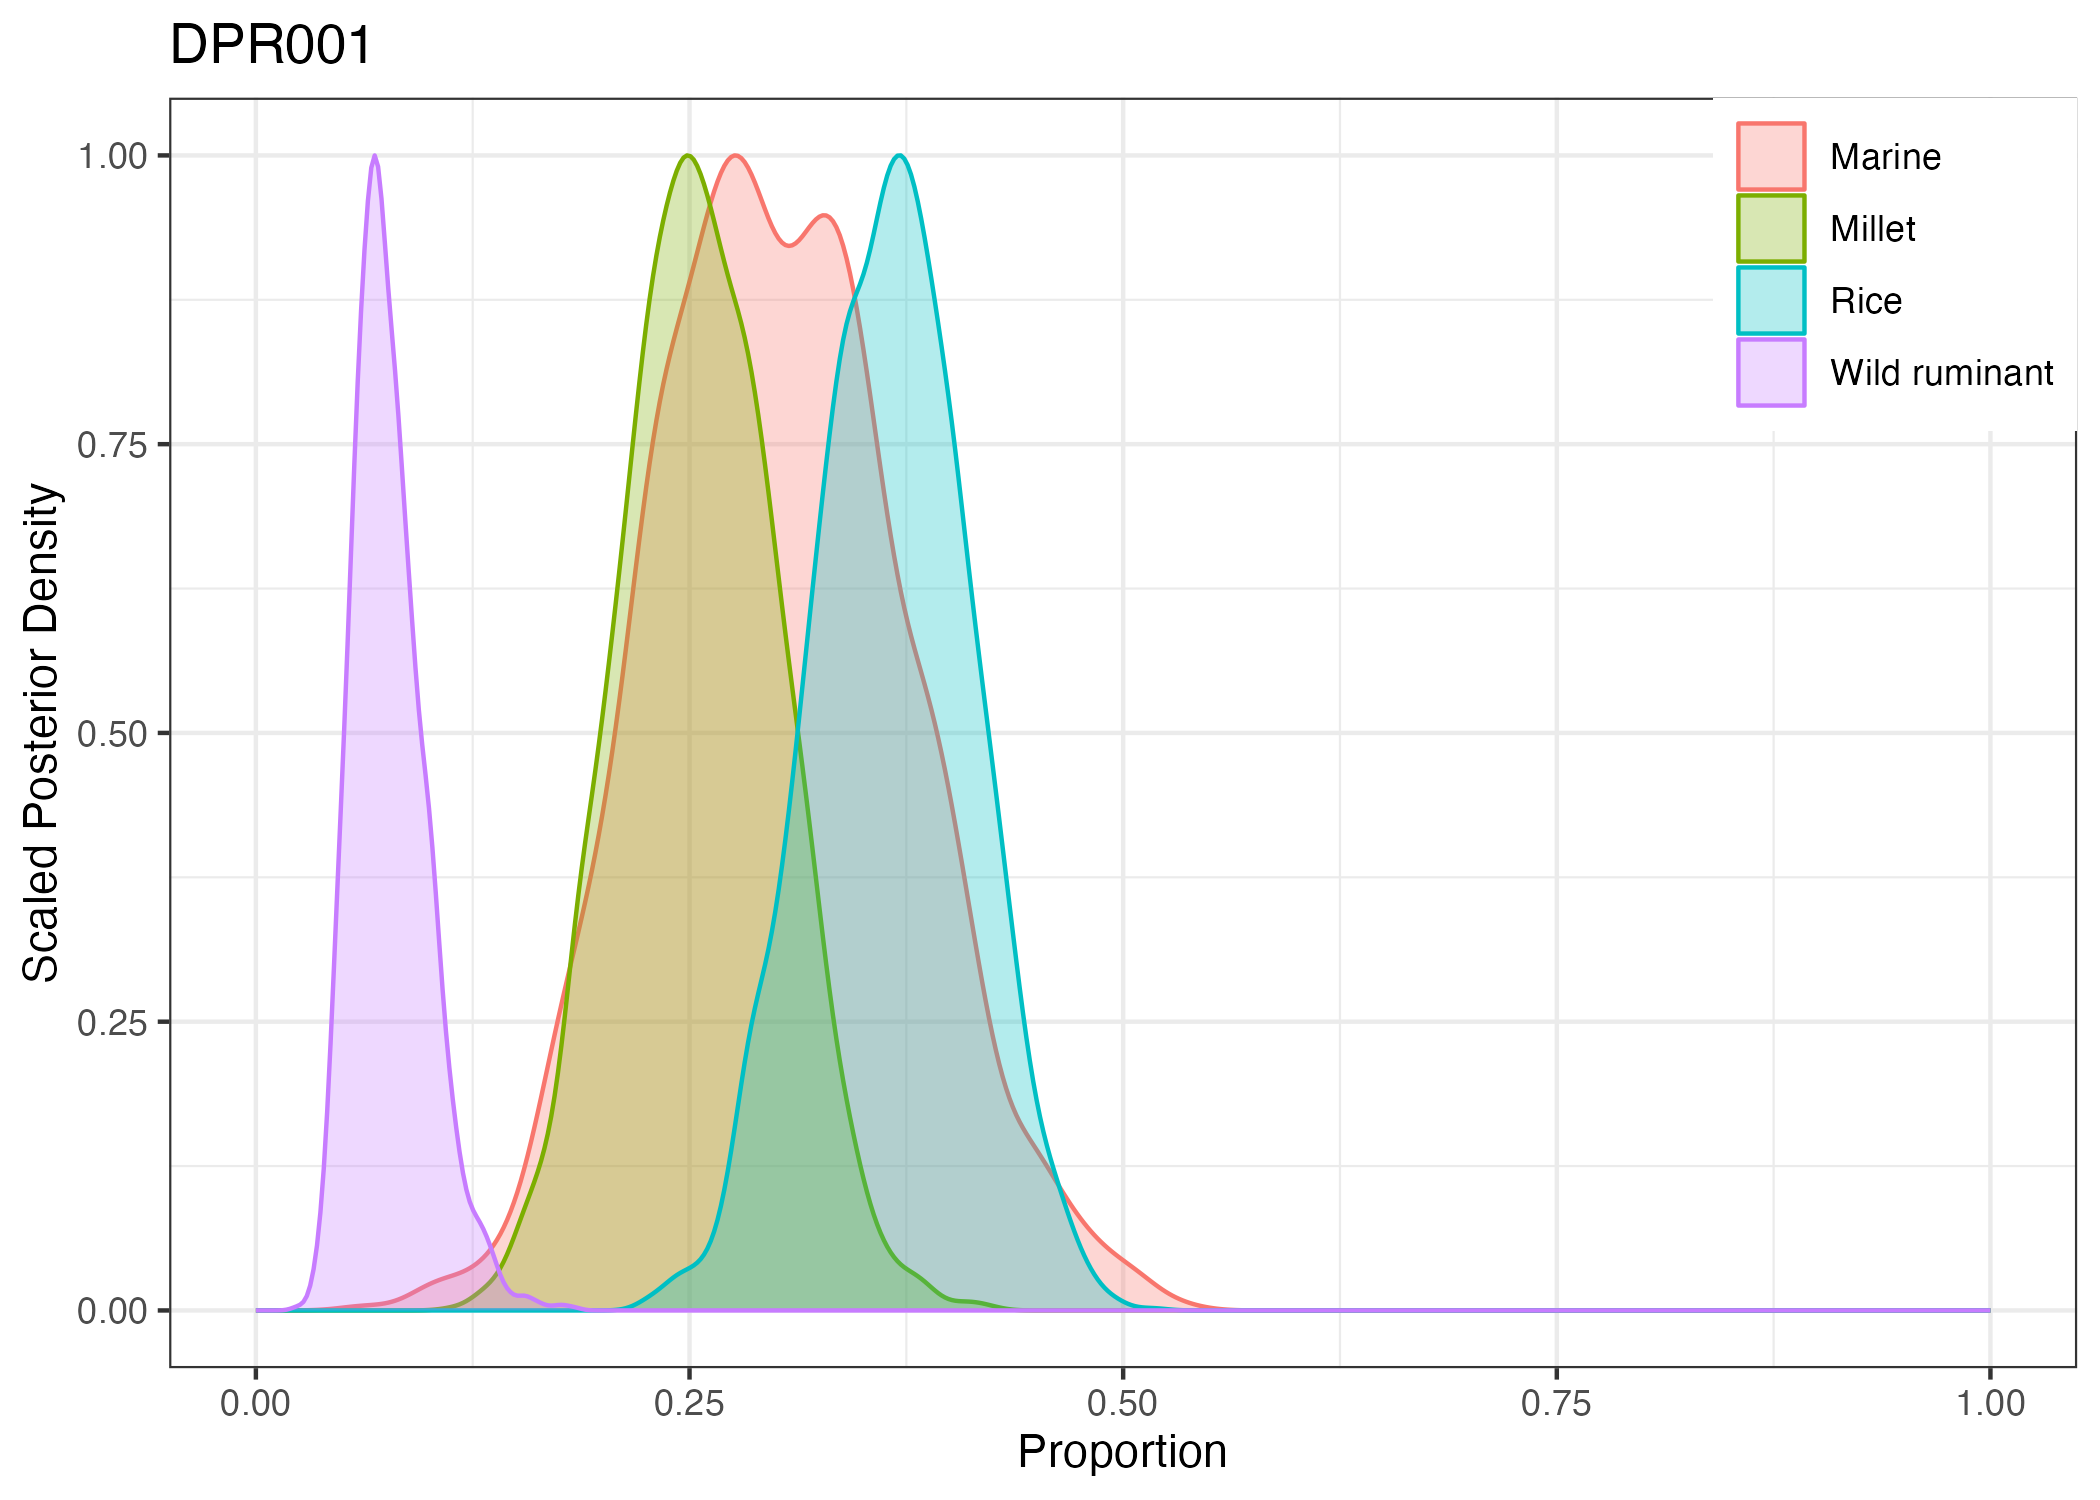 DPR001
Marine
Millet
Rice
Wild ruminant
Scaled Posterior Density
1.00
0.75
0.50
0.25
0.00
0.00 0.25 0.50 0.75 1.00
Proportion